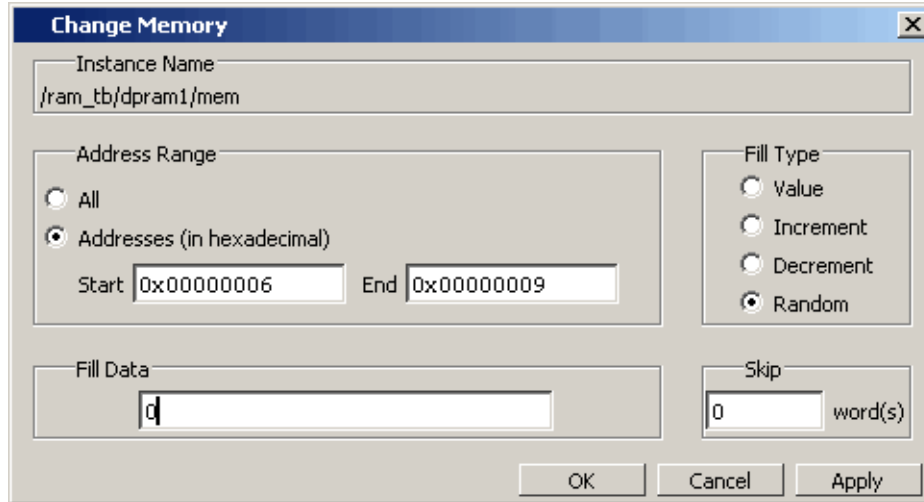 Change Memory
Instance Name
/ram_tb/dpram1/mem
Address Range
All
Addresses (in hexadecimal)
Start 0x00000006 End 0x00000009
Fill Type
Value
Increment
Decrement
Random
Fill Data
0
Skip
0 word(s)
OK Cancel Apply